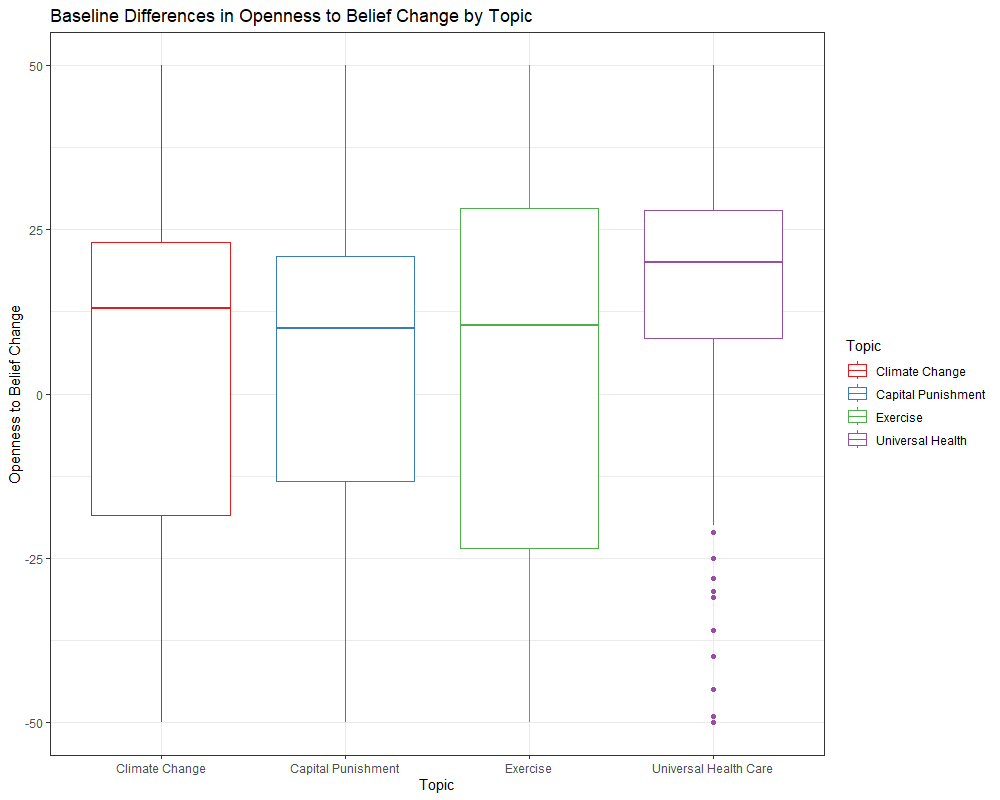 Baseline Differences in Openness to Belief Change by Topic
Openness to Belief Change
50
25
0
-25
-50
Climate Change
Capital Punishment
Exercise
Universal Health Care
Topic
Topic
Climate Change
Capital Punishment
Exercise
Universal Health